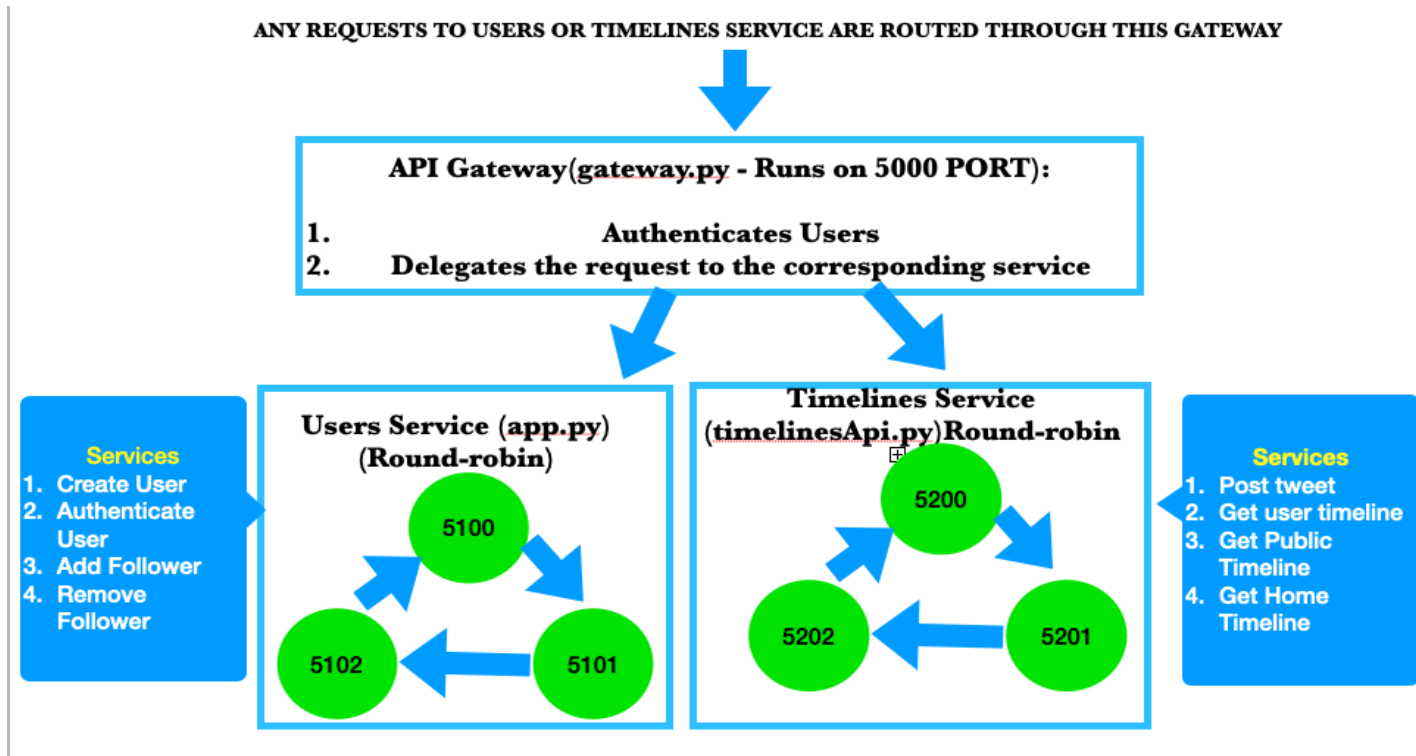 ANY REQUESTS TO USERS OR TIMELINES SERVICE ARE ROUTED THROUGH THIS GATEWAY
API Gateway(gateway.py - Runs on 5000 PORT):
1. Authenticates Users
2. Delegates the request to the corresponding service
Services
1. Create User
2. Authenticate
User
3. Add Follower
4. Remove
Follower
Users Service (app.py)
(Round-robin)
5100
5102
5101
Timelines Service
(timelinesApi.py)Round-robin
5200
5202
5201
Services
1. Post tweet
2. Get user timeline
3. Get Public
Timeline
4. Get Home
Timeline